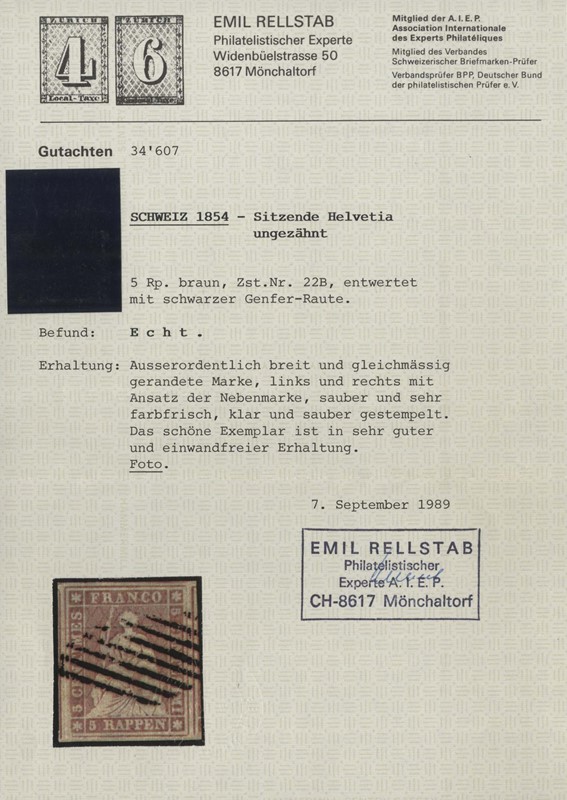 ZÜRICH
4
Local-Taxe
ZÜRICH
6
EMIL RELLSTAB
Philatelistischer Experte
Widenbüelstrasse 50
8617 Mönchaltorf
Mitglied der A.I.E.P.
Association Internationale
des Experts Philatéliques
Mitglied des Verbandes
Schweizerischer Briefmarken-Prüfer
Verbandsprüfer BPP, Deutscher Bund
der philatelistischen Prüfer e.V.
Gutachten 34'607
SCHWEIZ 1854 - Sitzende Helvetia
ungezähnt
5 Rp. braun, Zst.Nr. 22B, entwertet
mit schwarzer Genfer-Raute.
Befund: Echt.
Erhaltung: Ausserordentlich breit und gleichmässig
gerandete Marke, links und rechts mit
Ansatz der Nebenmarke, sauber und sehr
farbfrisch, klar und sauber gestempelt.
Das schöne Exemplar ist in sehr guter
und einwandfreier Erhaltung.
Foto.
7. September 1989
EMIL RELLSTAB
Philatelistischer
Experte A.I.E.P.
CH-8617 Mönchaltorf
FRANCO
5 CENTIMES
5 RAPPEN